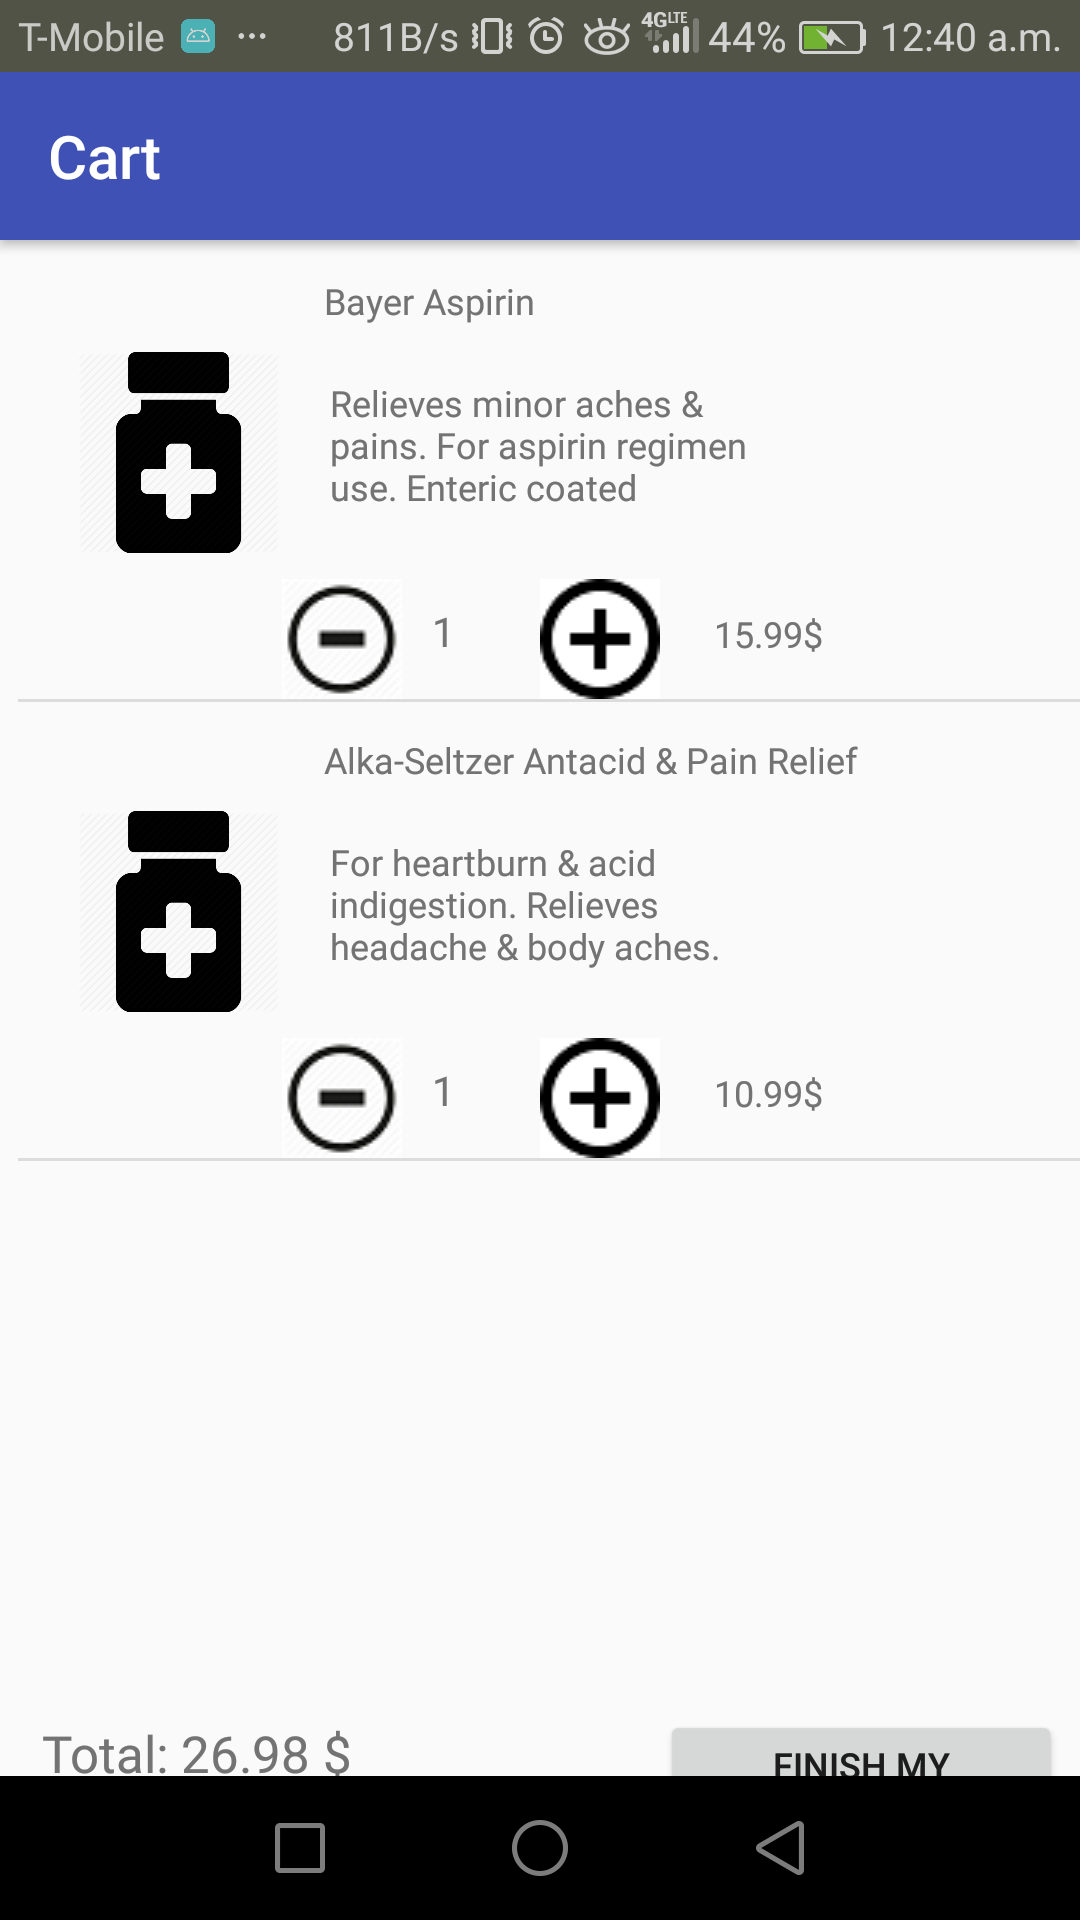 T-Mobile ... 811B/s 4G LTE 44% 12:40 a.m.
Cart
Bayer Aspirin
Relieves minor aches &
pains. For aspirin regimen
use. Enteric coated
1 15.99$
Alka-Seltzer Antacid & Pain Relief
For heartburn & acid
indigestion. Relieves
headache & body aches.
1 10.99$
Total: 26.98 $
FINISH MY